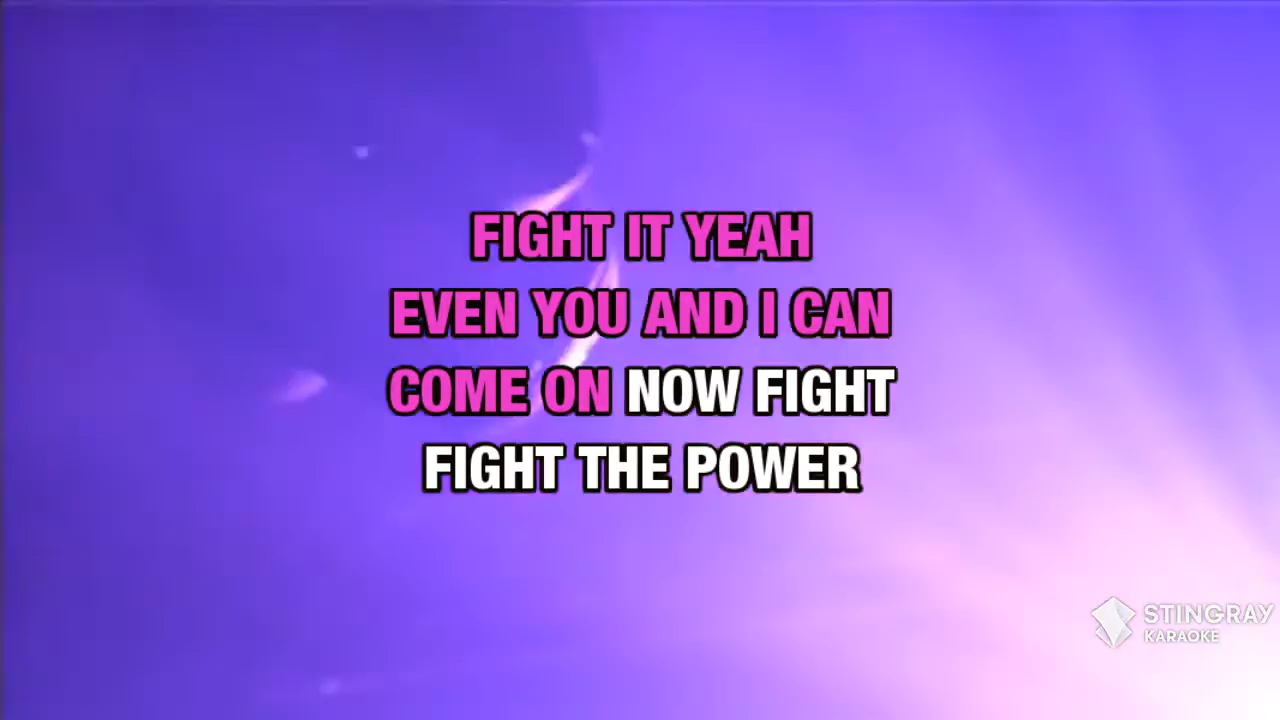 FIGHT IT YEAH
EVEN YOU AND I CAN
COME ON NOW FIGHT
FIGHT THE POWER
STINGRAY
KARAOKE